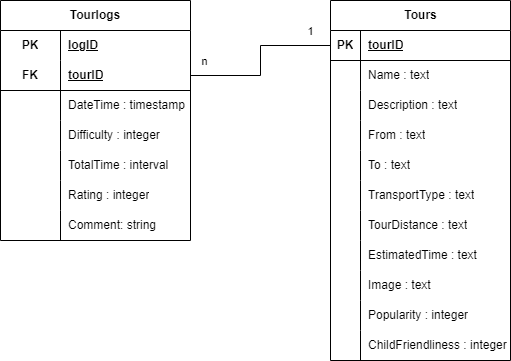 Tourlogs
PK logID
FK tourID
DateTime : timestamp
Difficulty : integer
TotalTime : interval
Rating : integer
Comment: string
n
1
Tours
PK tourID
Name : text
Description : text
From : text
To : text
TransportType : text
TourDistance : text
EstimatedTime : text
Image : text
Popularity : integer
ChildFriendliness : integer